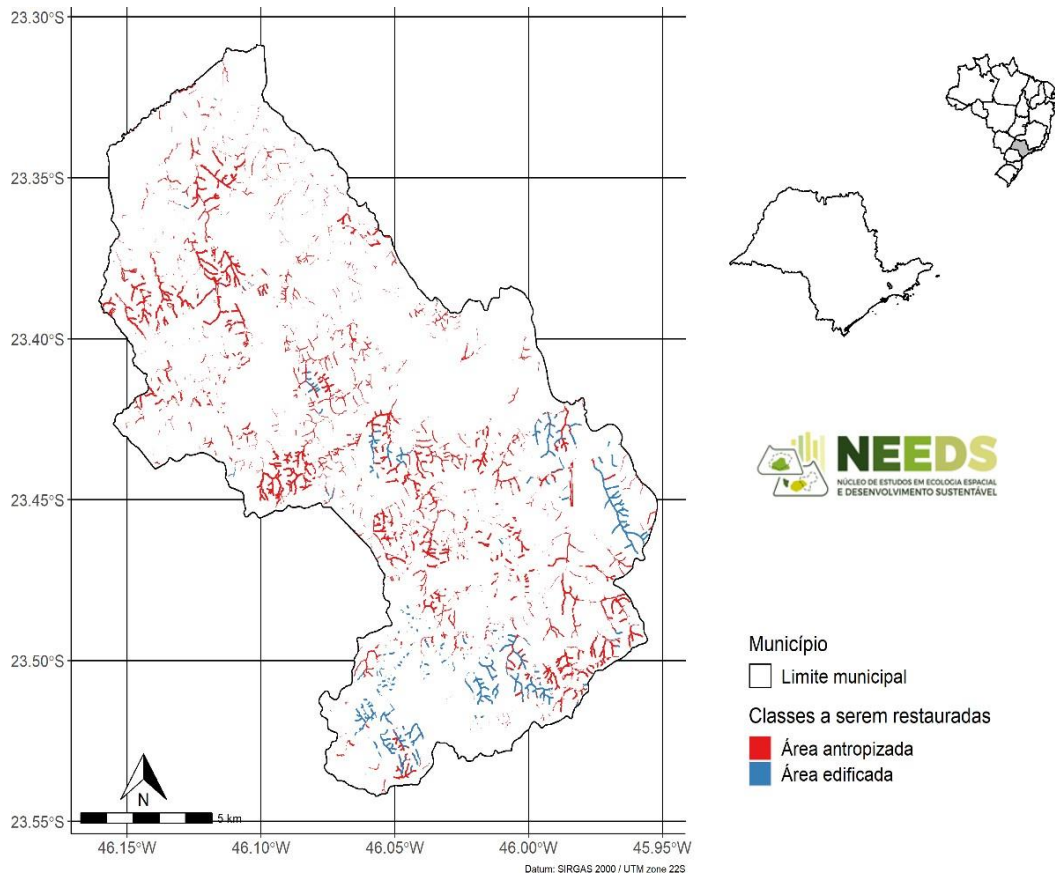 23.30°S
23.35°S
23.40°S
23.45°S
23.50°S
23.55°S
46.15°W
46.10°W
46.05°W
46.00°W
45.95°W
N
5 km
Datum: SIRGAS 2000 / UTM zone 22S
NEEDS
NÚCLEO DE ESTUDOS EM ECOLOGIA ESPACIAL
E DESENVOLVIMENTO SUSTENTÁVEL
Município
Limite municipal
Classes a serem restauradas
Área antropizada
Área edificada